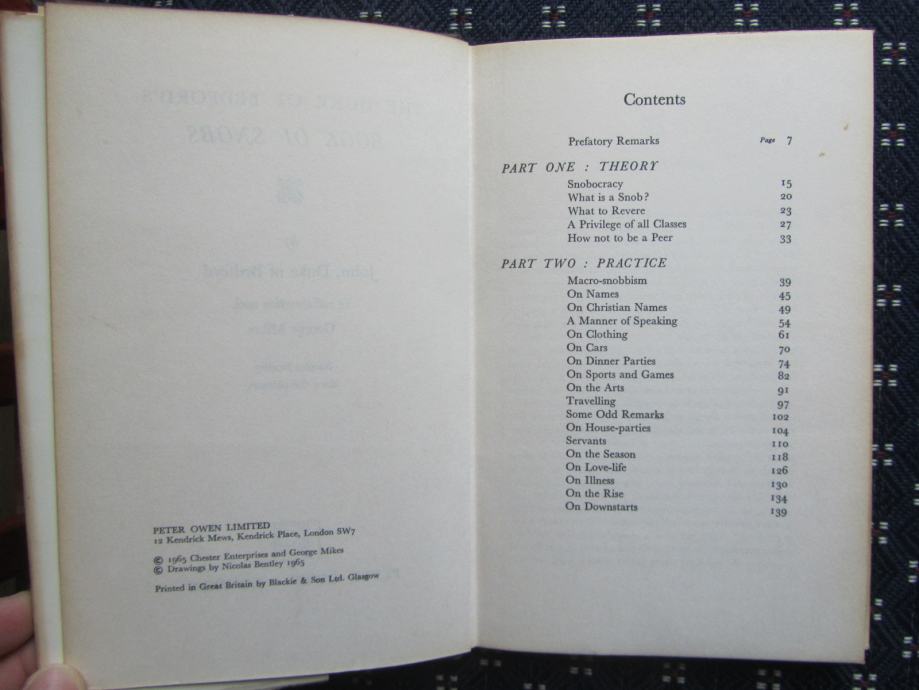 PETER OWEN LIMITED
12 Kendrick Mews, Kendrick Place, London SW7
© 1965 Chester Enterprises and George Mikes
© Drawings by Nicolas Bentley 1965
Printed in Great Britain by Blackie & Son Ltd. Glasgow
Contents
Prefatory Remarks Page 7
PART ONE : THEORY
Snobocracy 15
What is a Snob? 20
What to Revere 23
A Privilege of all Classes 27
How not to be a Peer 33
PART TWO : PRACTICE
Macro-snobbism 39
On Names 45
On Christian Names 49
A Manner of Speaking 54
On Clothing 61
On Cars 70
On Dinner Parties 74
On Sports and Games 82
On the Arts 91
Travelling 97
Some Odd Remarks 102
On House-parties 104
Servants 110
On the Season 118
On Love-life 126
On Illness 130
On the Rise 134
On Downstarts 139